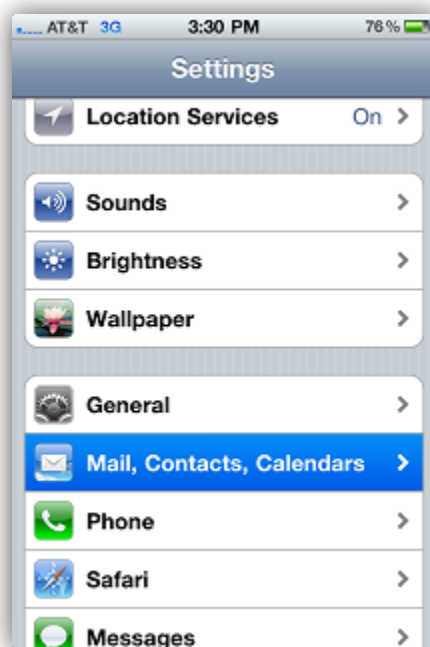 AT&T 3G 3:30 PM 76%
Settings
Location Services On
Sounds
Brightness
Wallpaper
General
Mail, Contacts, Calendars
Phone
Safari
Messages